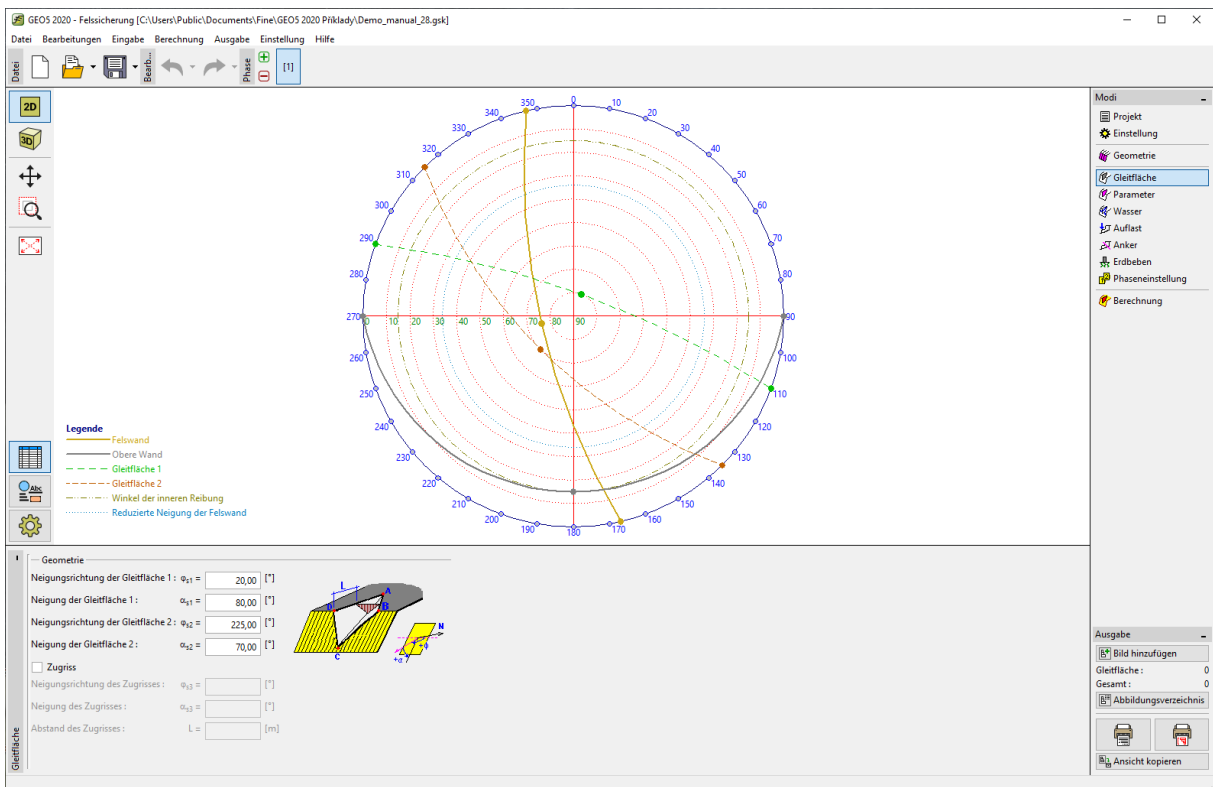 GEO5 2020 - Felssicherung [C:\Users\Public\Documents\Fine\GEO5 2020 Příklady\Demo_manual_28.gsk]
Datei Bearbeitungen Eingabe Berechnung Ausgabe Einstellung Hilfe
Datei
Bearb...
Phase
[1]
2D
3D
350 0 10
340 20
330 30
320 40
310 50
300 60
290 70
280 80
270 0 10 20 30 40 50 60 70 80 90 90
260 100
250 110
240 120
230 130
220 140
210 150
200 160
190 180 170
Legende
Felswand
Obere Wand
Gleitfläche 1
Gleitfläche 2
Winkel der inneren Reibung
Reduzierte Neigung der Felswand
Abc
Modi
Projekt
Einstellung
Geometrie
Gleitfläche
Parameter
Wasser
Auflast
Anker
Erdbeben
Phaseneinstellung
Berechnung
Gleitfläche
Geometrie
Neigungsrichtung der Gleitfläche 1 : φs1 = 20,00 [°]
Neigung der Gleitfläche 1 : αs1 = 80,00 [°]
Neigungsrichtung der Gleitfläche 2 : φs2 = 225,00 [°]
Neigung der Gleitfläche 2 : αs2 = 70,00 [°]
Zugriss
Neigungsrichtung des Zugrisses : φs3 = [°]
Neigung des Zugrisses : αs3 = [°]
Abstand des Zugrisses : L = [m]
L
A
D
B
C
N
+ϕ
+α
Ausgabe
Bild hinzufügen
Gleitfläche : 0
Gesamt : 0
Abbildungsverzeichnis
Ansicht kopieren